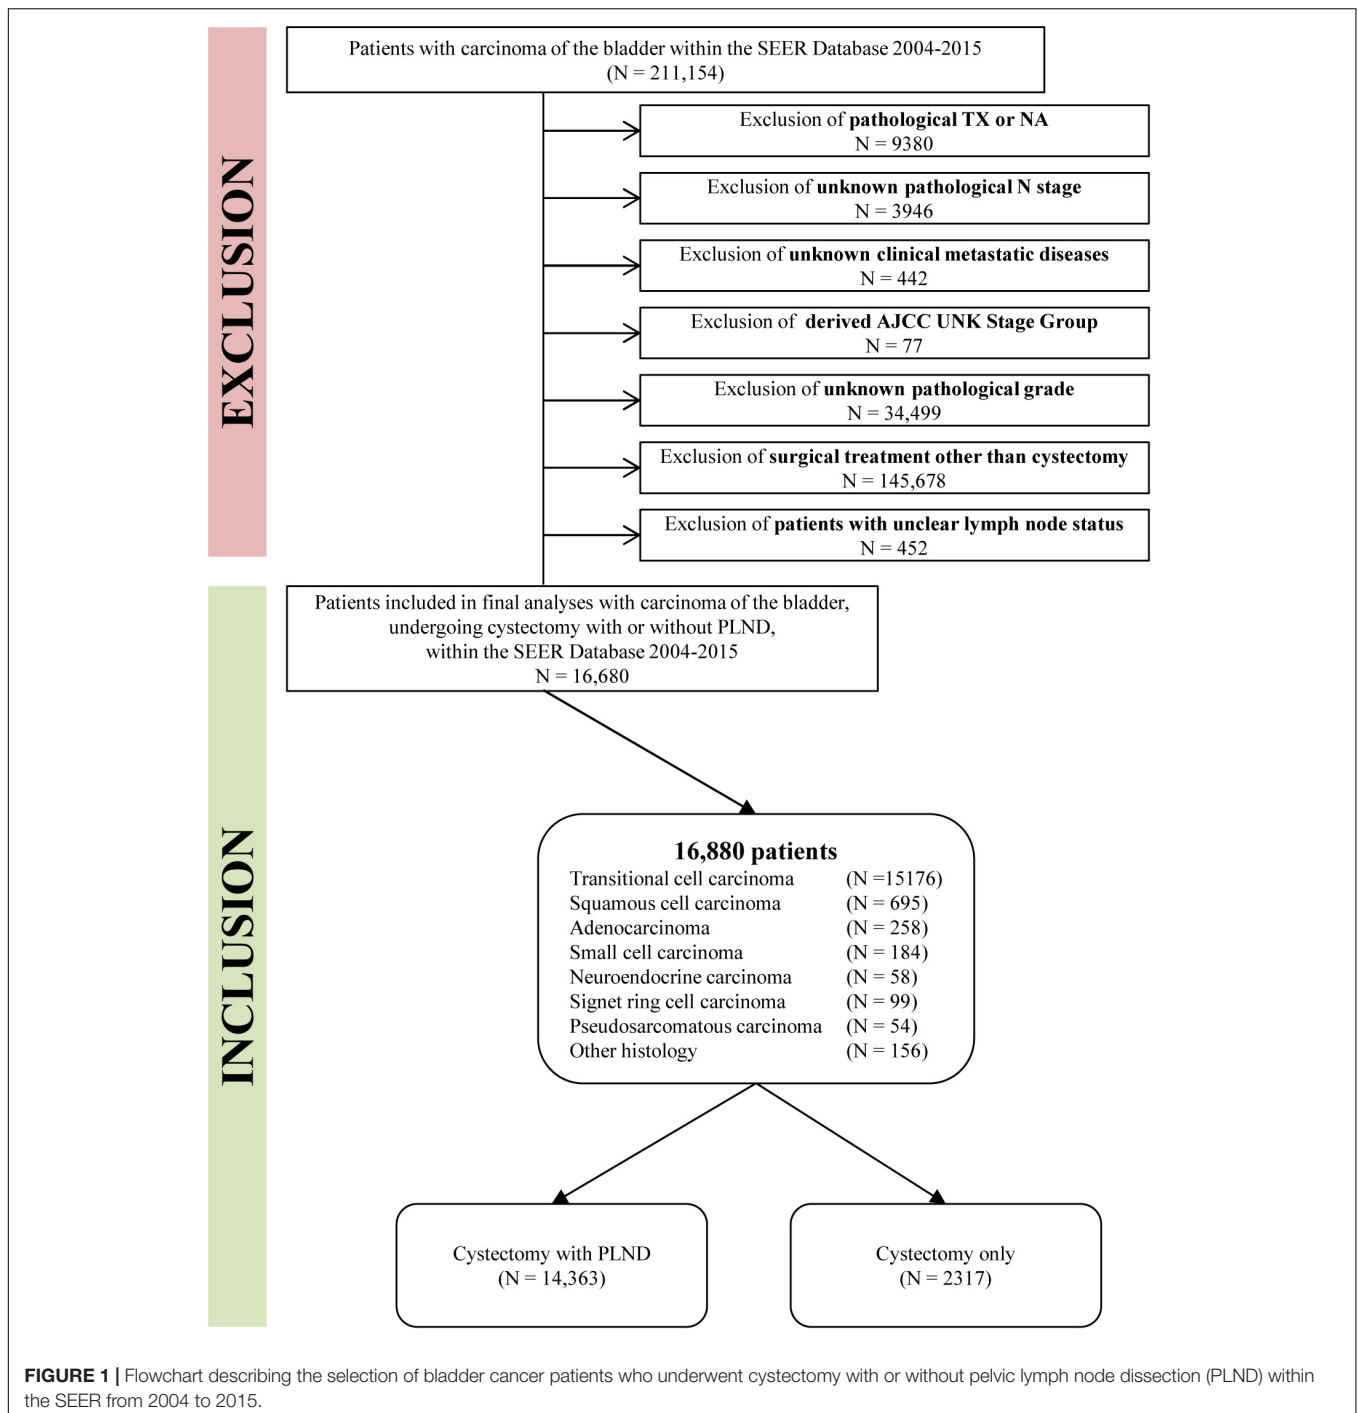 EXCLUSION
Patients with carcinoma of the bladder within the SEER Database 2004-2015
(N = 211,154)
Exclusion of pathological TX or NA
N = 9380
Exclusion of unknown pathological N stage
N = 3946
Exclusion of unknown clinical metastatic diseases
N = 442
Exclusion of derived AJCC UNK Stage Group
N = 77
Exclusion of unknown pathological grade
N = 34,499
Exclusion of surgical treatment other than cystectomy
N = 145,678
Exclusion of patients with unclear lymph node status
N = 452
INCLUSION
Patients included in final analyses with carcinoma of the bladder,
undergoing cystectomy with or without PLND,
within the SEER Database 2004-2015
N = 16,680
16,880 patients
Transitional cell carcinoma (N =15176)
Squamous cell carcinoma (N = 695)
Adenocarcinoma (N = 258)
Small cell carcinoma (N = 184)
Neuroendocrine carcinoma (N = 58)
Signet ring cell carcinoma (N = 99)
Pseudosarcomatous carcinoma (N = 54)
Other histology (N = 156)
Cystectomy with PLND
(N = 14,363)
Cystectomy only
(N = 2317)
FIGURE 1 | Flowchart describing the selection of bladder cancer patients who underwent cystectomy with or without pelvic lymph node dissection (PLND) within
the SEER from 2004 to 2015.